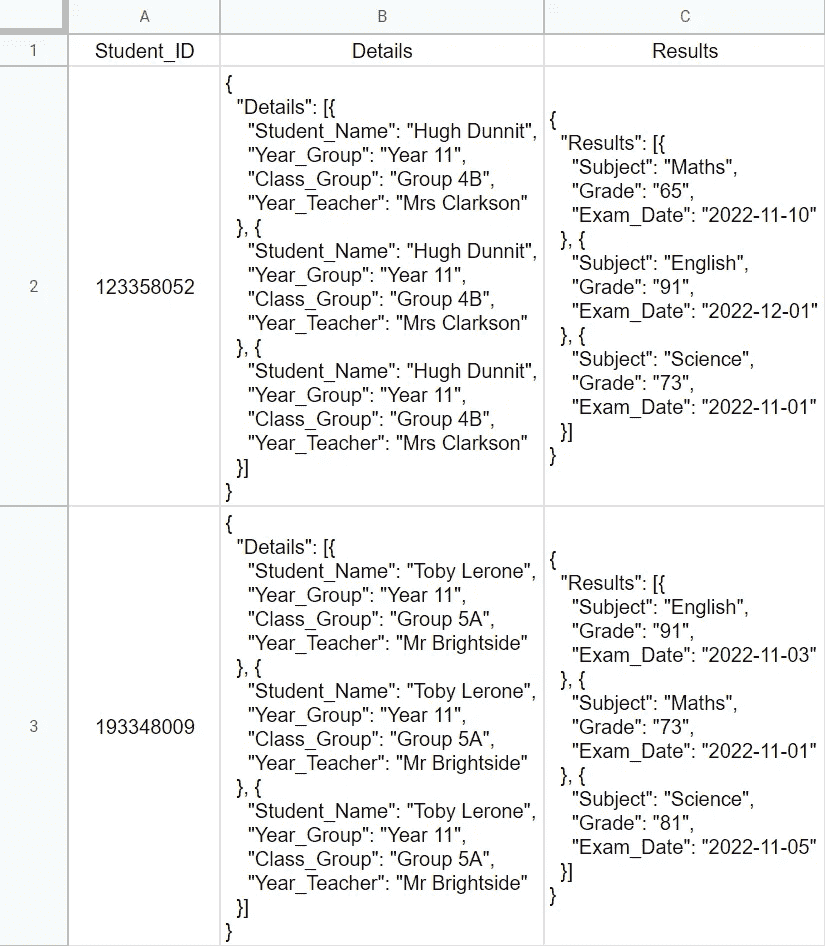 A B C
1 Student_ID Details Results
2 123358052
{
"Details": [{
"Student_Name": "Hugh Dunnit",
"Year_Group": "Year 11",
"Class_Group": "Group 4B",
"Year_Teacher": "Mrs Clarkson"
}, {
"Student_Name": "Hugh Dunnit",
"Year_Group": "Year 11",
"Class_Group": "Group 4B",
"Year_Teacher": "Mrs Clarkson"
}, {
"Student_Name": "Hugh Dunnit",
"Year_Group": "Year 11",
"Class_Group": "Group 4B",
"Year_Teacher": "Mrs Clarkson"
}]
}
{
"Results": [{
"Subject": "Maths",
"Grade": "65",
"Exam_Date": "2022-11-10"
}, {
"Subject": "English",
"Grade": "91",
"Exam_Date": "2022-12-01"
}, {
"Subject": "Science",
"Grade": "73",
"Exam_Date": "2022-11-01"
}]
}
3 193348009
{
"Details": [{
"Student_Name": "Toby Lerone",
"Year_Group": "Year 11",
"Class_Group": "Group 5A",
"Year_Teacher": "Mr Brightside"
}, {
"Student_Name": "Toby Lerone",
"Year_Group": "Year 11",
"Class_Group": "Group 5A",
"Year_Teacher": "Mr Brightside"
}, {
"Student_Name": "Toby Lerone",
"Year_Group": "Year 11",
"Class_Group": "Group 5A",
"Year_Teacher": "Mr Brightside"
}]
}
{
"Results": [{
"Subject": "English",
"Grade": "91",
"Exam_Date": "2022-11-03"
}, {
"Subject": "Maths",
"Grade": "73",
"Exam_Date": "2022-11-01"
}, {
"Subject": "Science",
"Grade": "81",
"Exam_Date": "2022-11-05"
}]
}